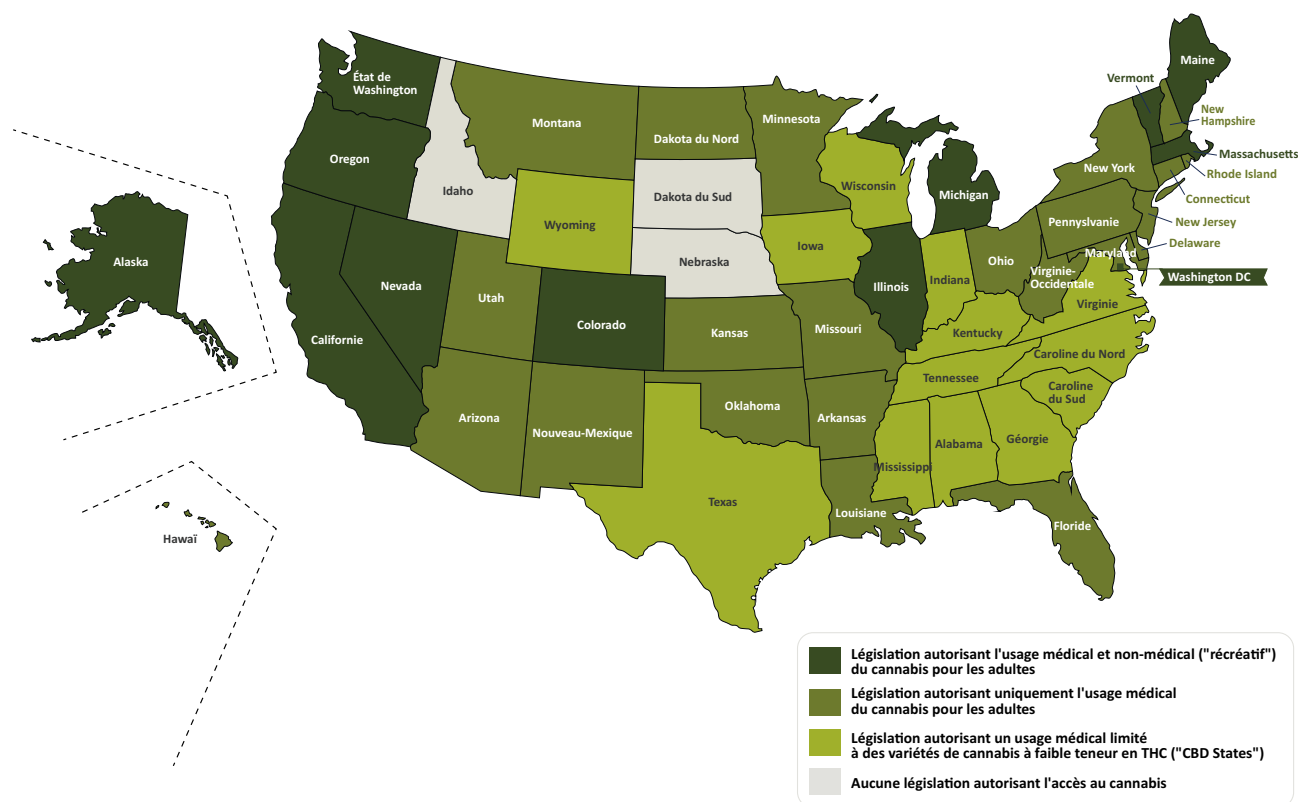 Maine
État de
Washington
Vermont
New
Hampshire
Montana
Dakota du Nord
Minnesota
Oregon
New York
Massachusetts
Rhode Island
Idaho
Dakota du Sud
Wisconsin
Michigan
Connecticut
Wyoming
Pennyslvanie
New Jersey
Iowa
Delaware
Maryland
Alaska
Nebraska
Ohio
Washington DC
Nevada
Utah
Illinois
Indiana
Virginie-
Occidentale
Virginie
Californie
Colorado
Kansas
Missouri
Kentucky
Caroline du Nord
Tennessee
Caroline
du Sud
Arizona
Nouveau-Mexique
Oklahoma
Arkansas
Géorgie
Alabama
Mississippi
Texas
Louisiane
Floride
Hawaï
Législation autorisant l'usage médical et non-médical ("récréatif")
du cannabis pour les adultes
Législation autorisant uniquement l'usage médical
du cannabis pour les adultes
Législation autorisant un usage médical limité
à des variétés de cannabis à faible teneur en THC ("CBD States")
Aucune législation autorisant l'accès au cannabis